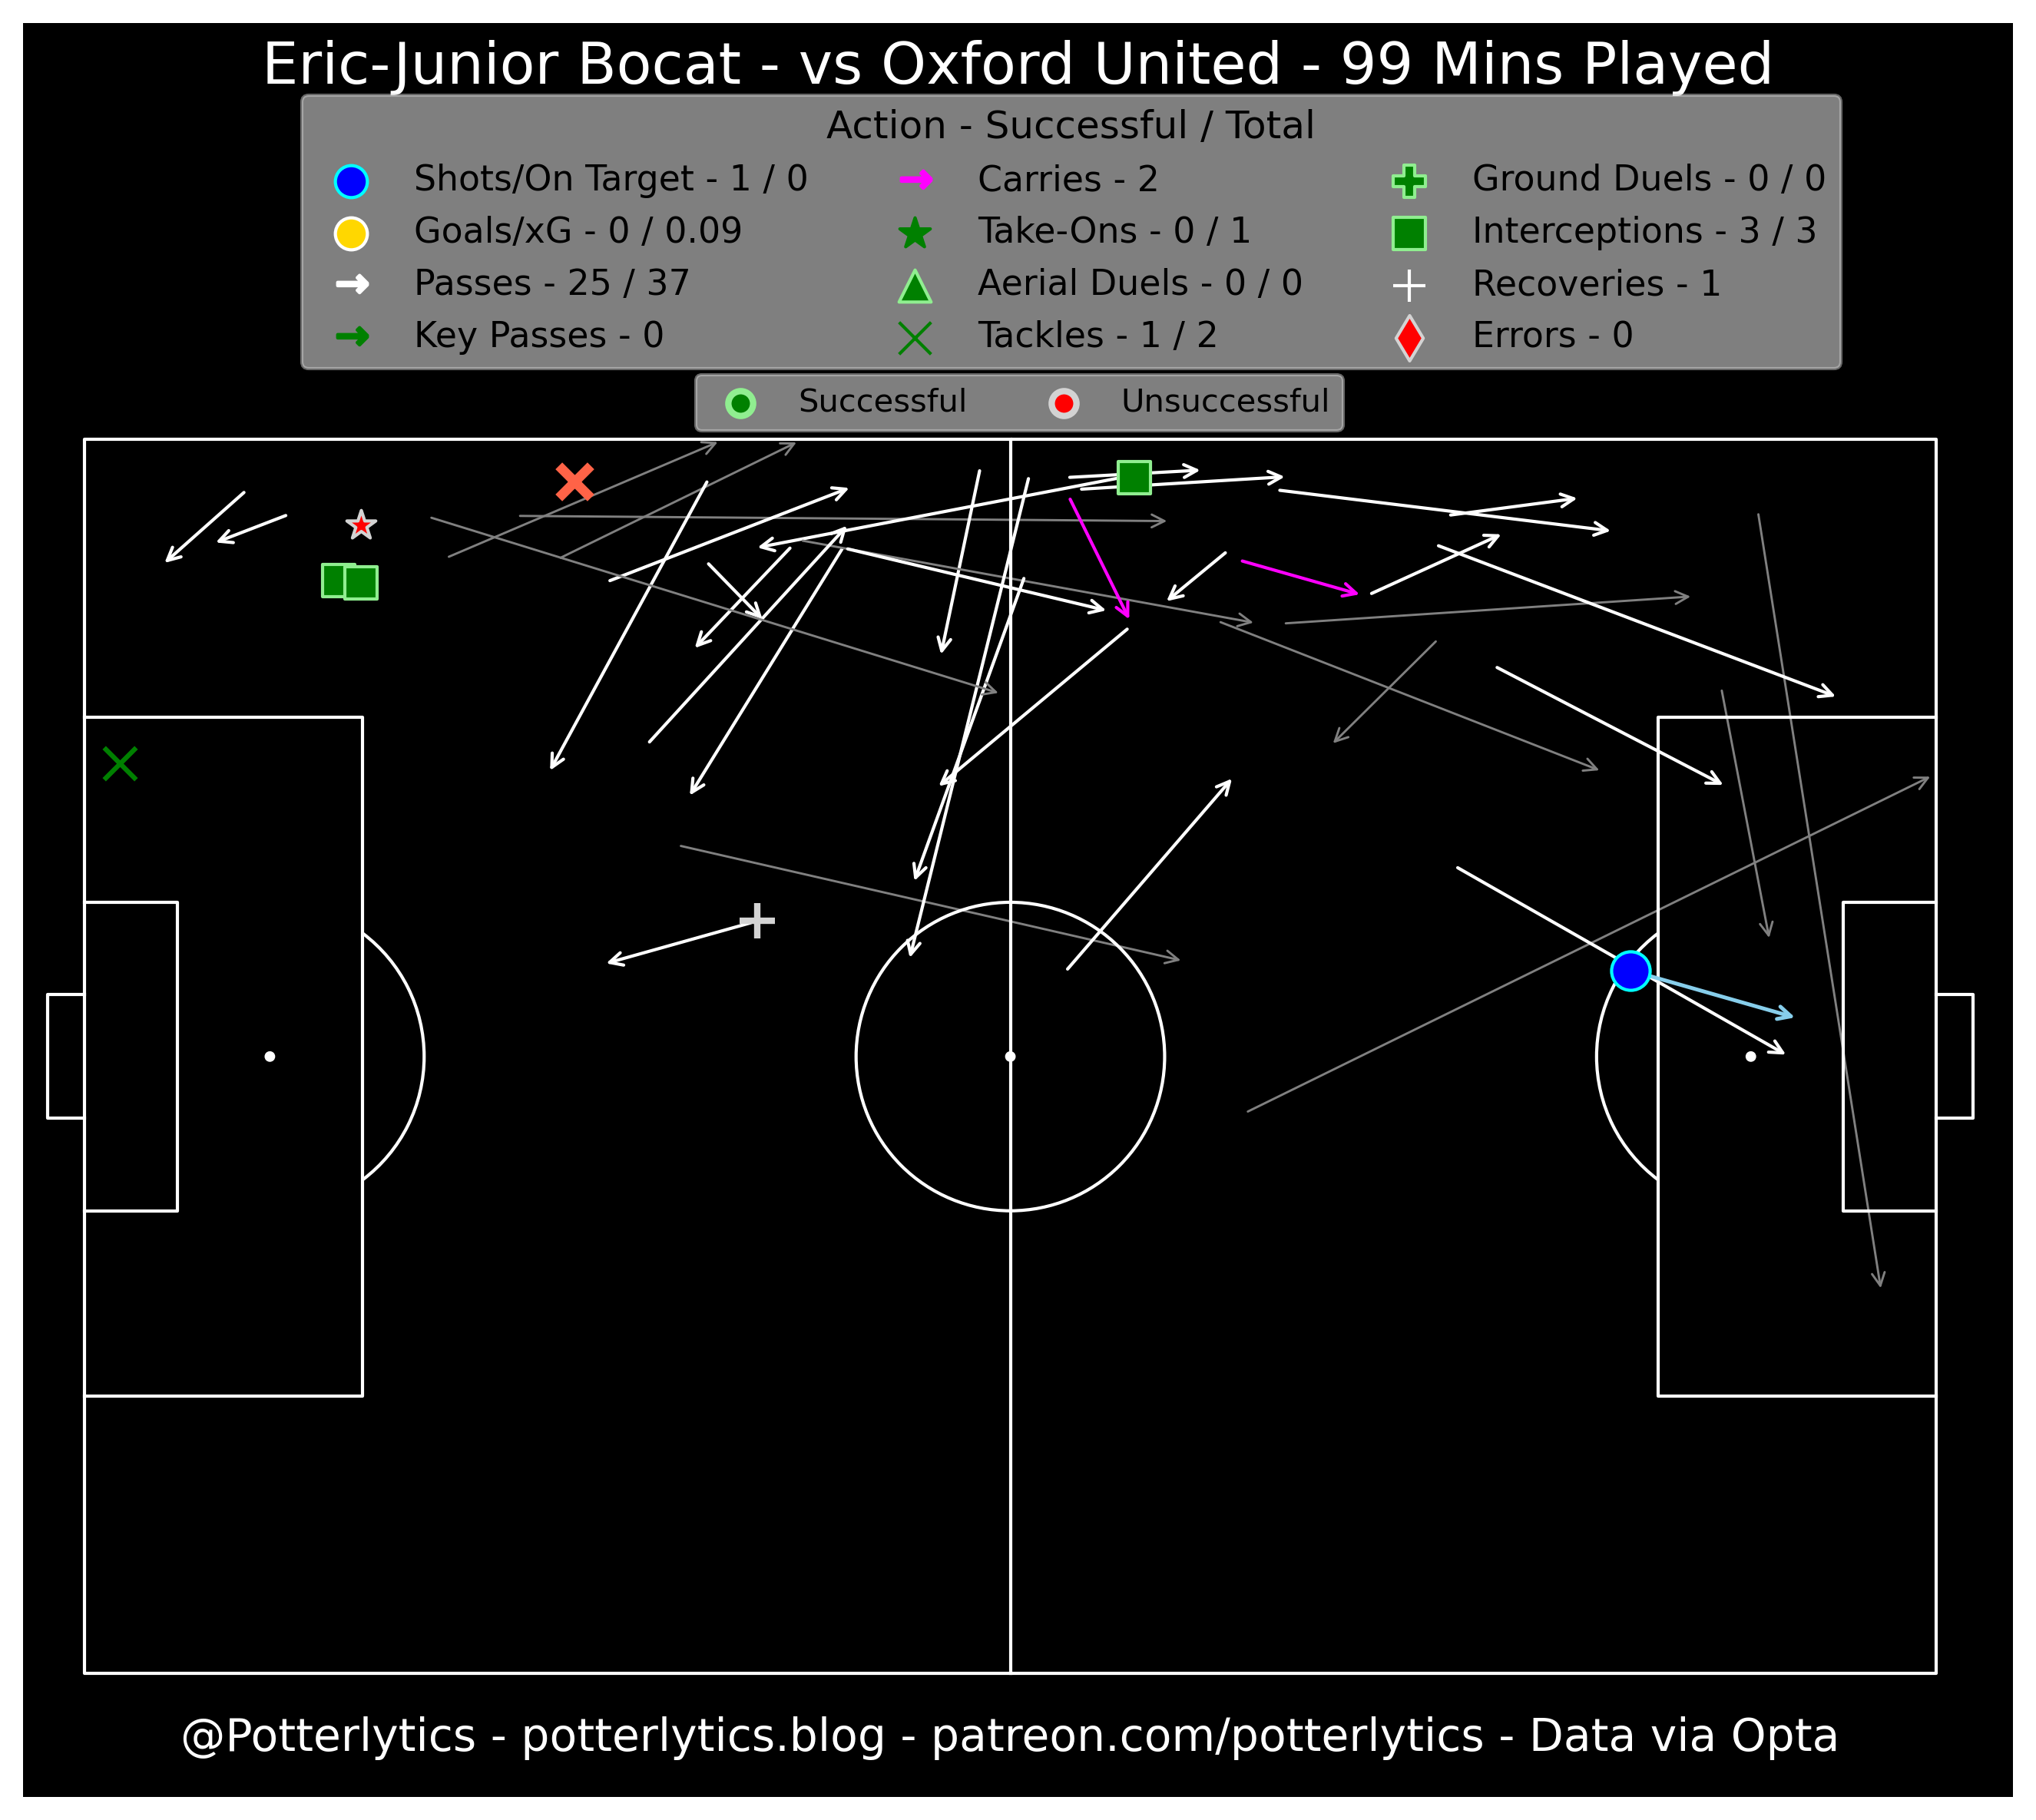 Eric-Junior Bocat - vs Oxford United - 99 Mins Played
Action - Successful / Total
Shots/On Target - 1 / 0
Goals/xG - 0 / 0.09
Passes - 25 / 37
Key Passes - 0
Carries - 2
Take-Ons - 0 / 1
Aerial Duels - 0 / 0
Tackles - 1 / 2
Ground Duels - 0 / 0
Interceptions - 3 / 3
Recoveries - 1
Errors - 0
Successful
Unsuccessful
@Potterlytics - potterlytics.blog - patreon.com/potterlytics - Data via Opta